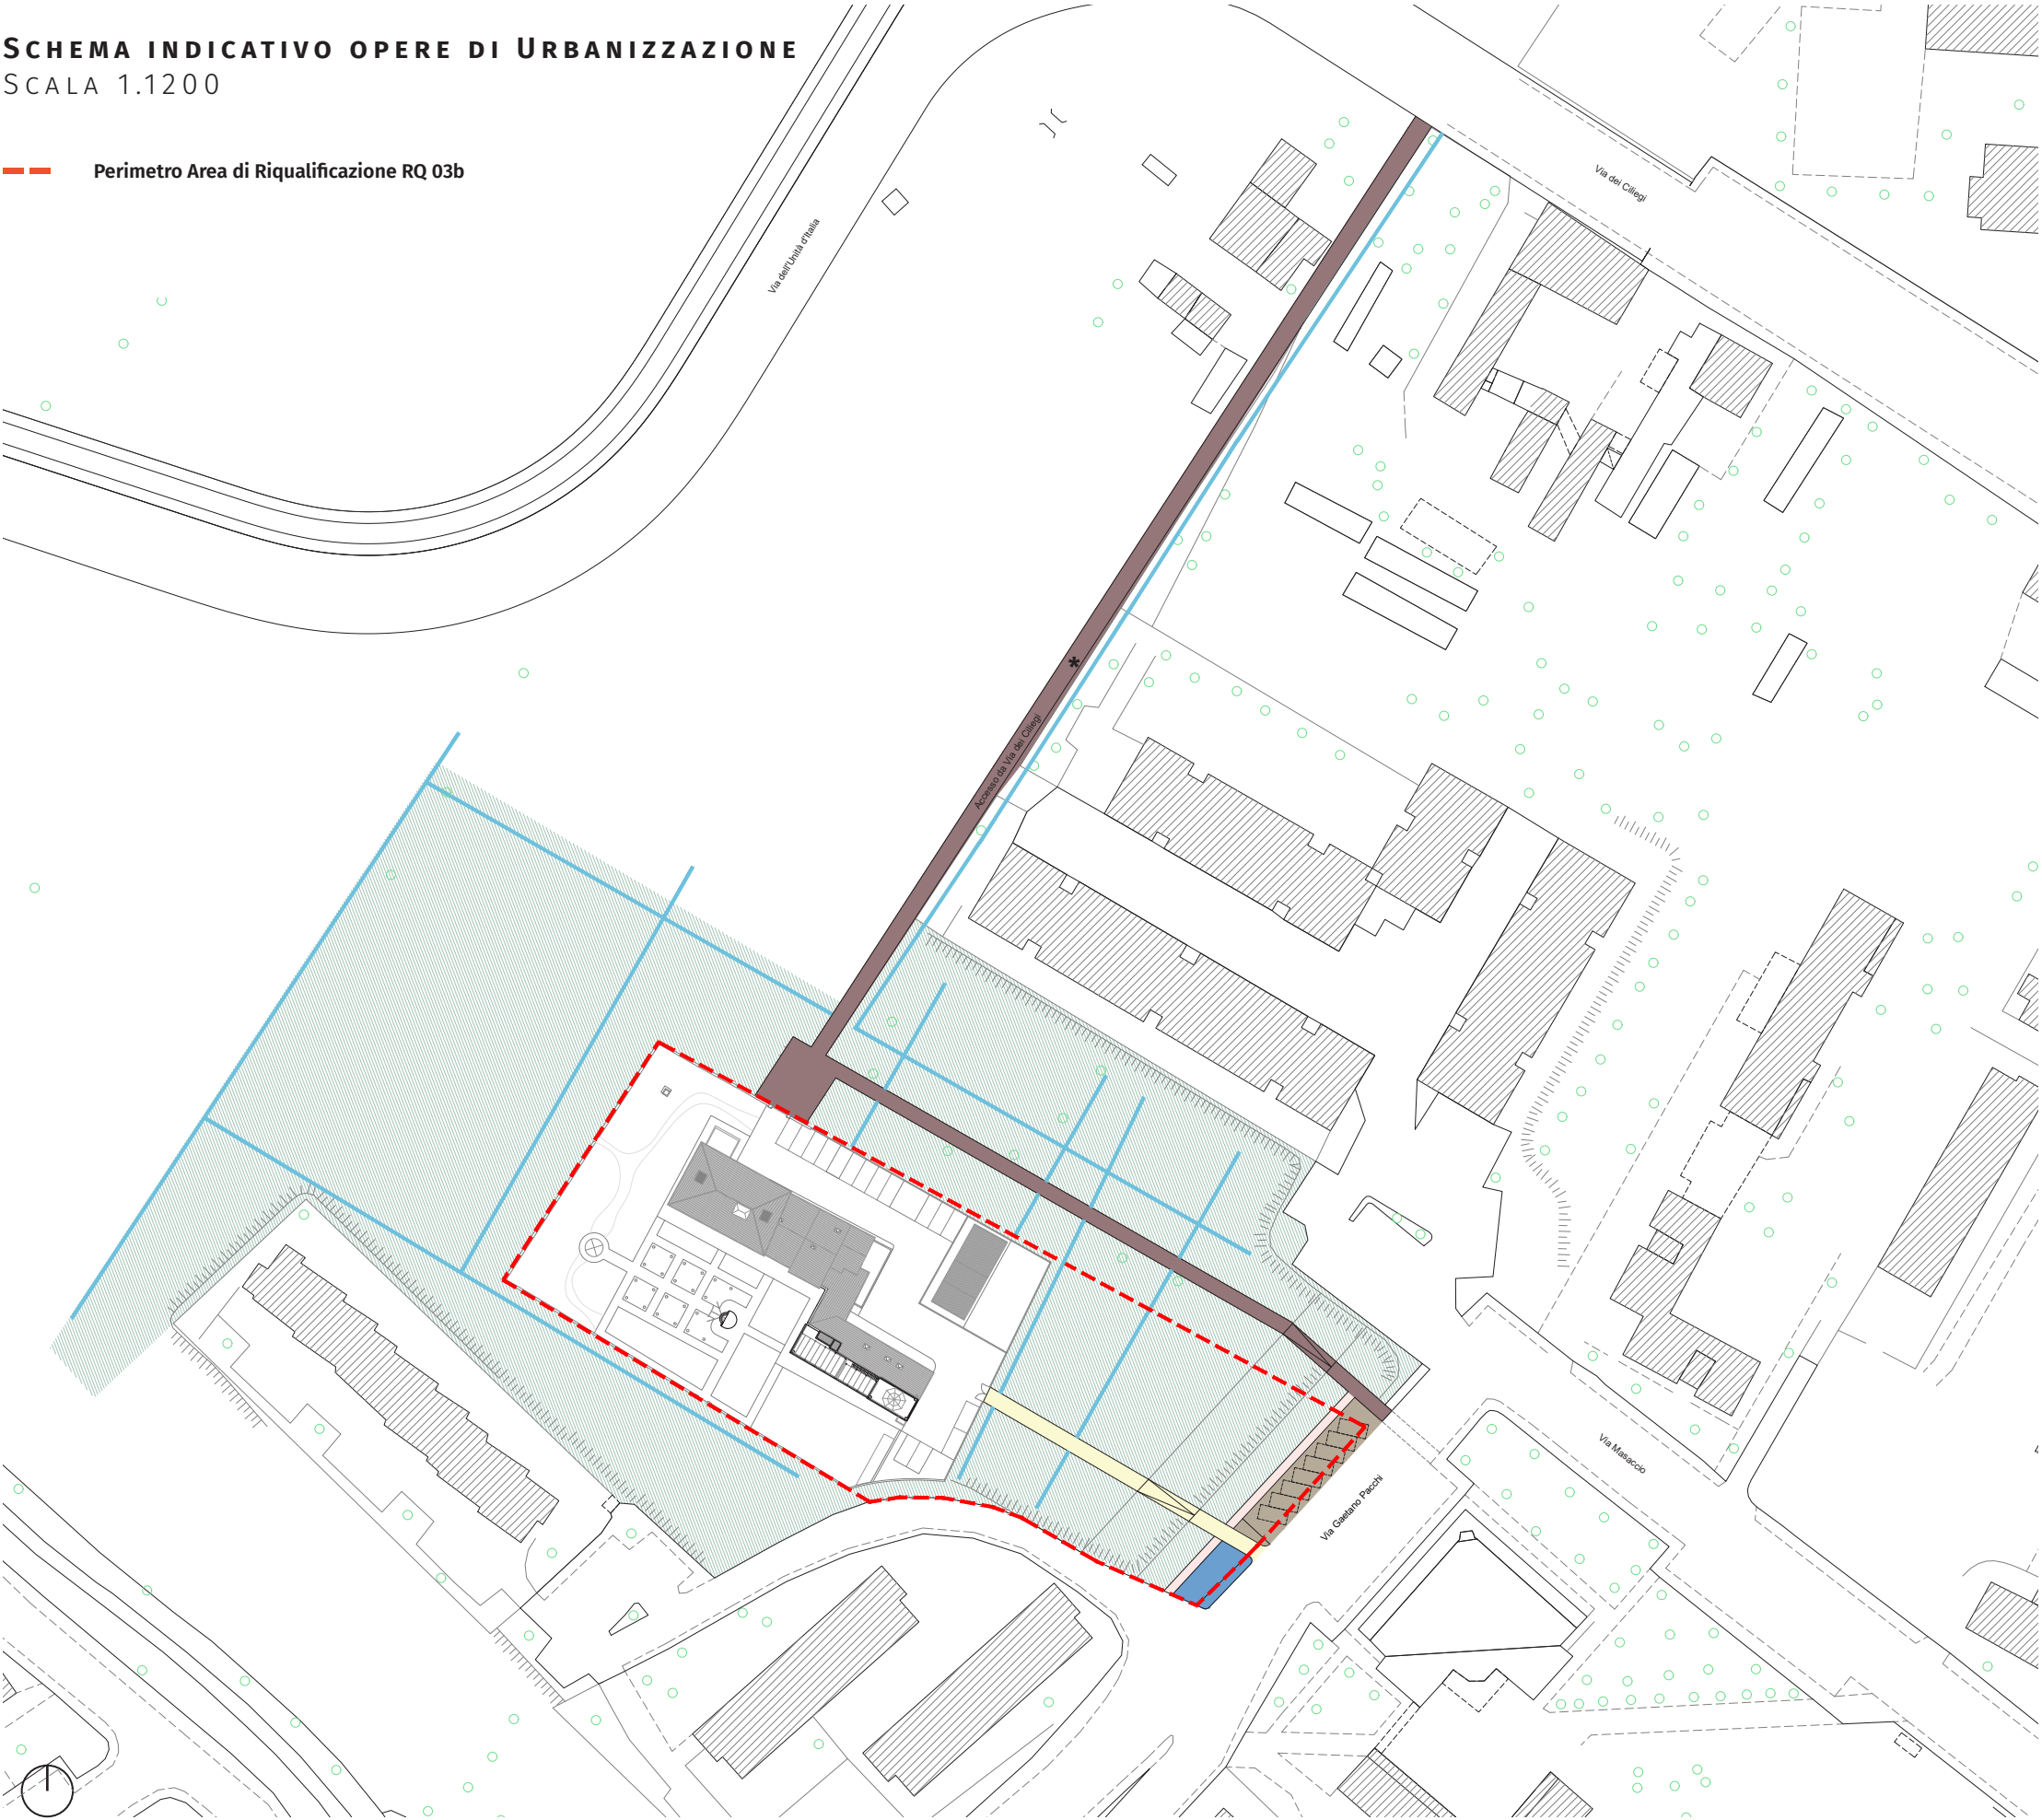 SCHEMA INDICATIVO OPERE DI URBANIZZAZIONE
SCALA 1.1200
Perimetro Area di Riqualificazione RQ 03b
Via dei Ciliegi
Via dell'Unità d'Italia
*
Accesso da Via dei Ciliegi
Via Masaccio
Via Gaetano Pacchi